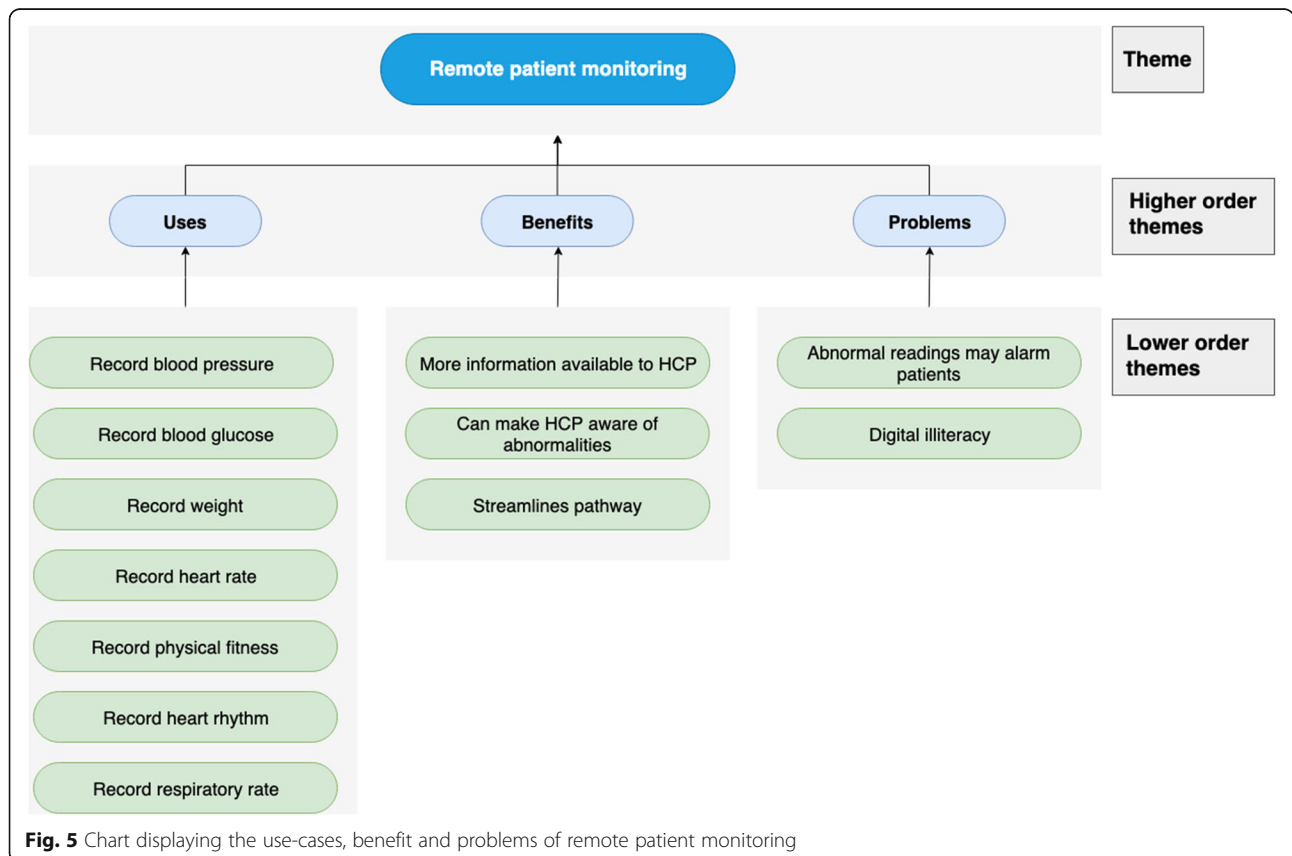 Remote patient monitoring
Theme
Uses
Benefits
Problems
Higher order
themes
Lower order
themes
Record blood pressure
Record blood glucose
Record weight
Record heart rate
Record physical fitness
Record heart rhythm
Record respiratory rate
More information available to HCP
Can make HCP aware of
abnormalities
Streamlines pathway
Abnormal readings may alarm
patients
Digital illiteracy
Fig. 5 Chart displaying the use-cases, benefit and problems of remote patient monitoring